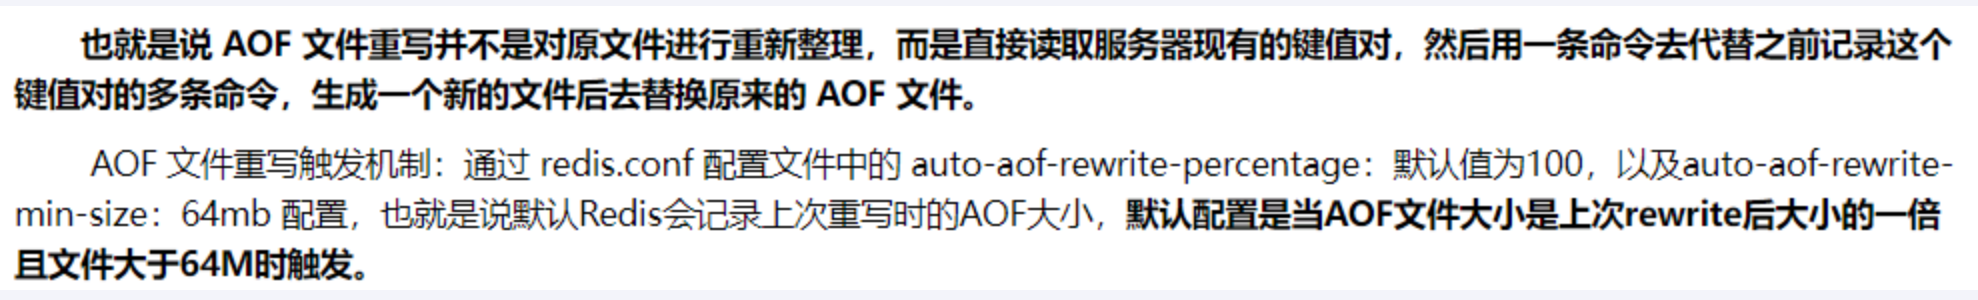 也就是说 AOF 文件重写并不是对原文件进行重新整理，而是直接读取服务器现有的键值对，然后用一条命令去代替之前记录这个
键值对的多条命令，生成一个新的文件后去替换原来的 AOF 文件。
AOF 文件重写触发机制：通过 redis.conf 配置文件中的 auto-aof-rewrite-percentage：默认值为100，以及auto-aof-rewrite-
min-size：64mb 配置，也就是说默认Redis会记录上次重写时的AOF大小，默认配置是当AOF文件大小是上次rewrite后大小的一倍
且文件大于64M时触发。